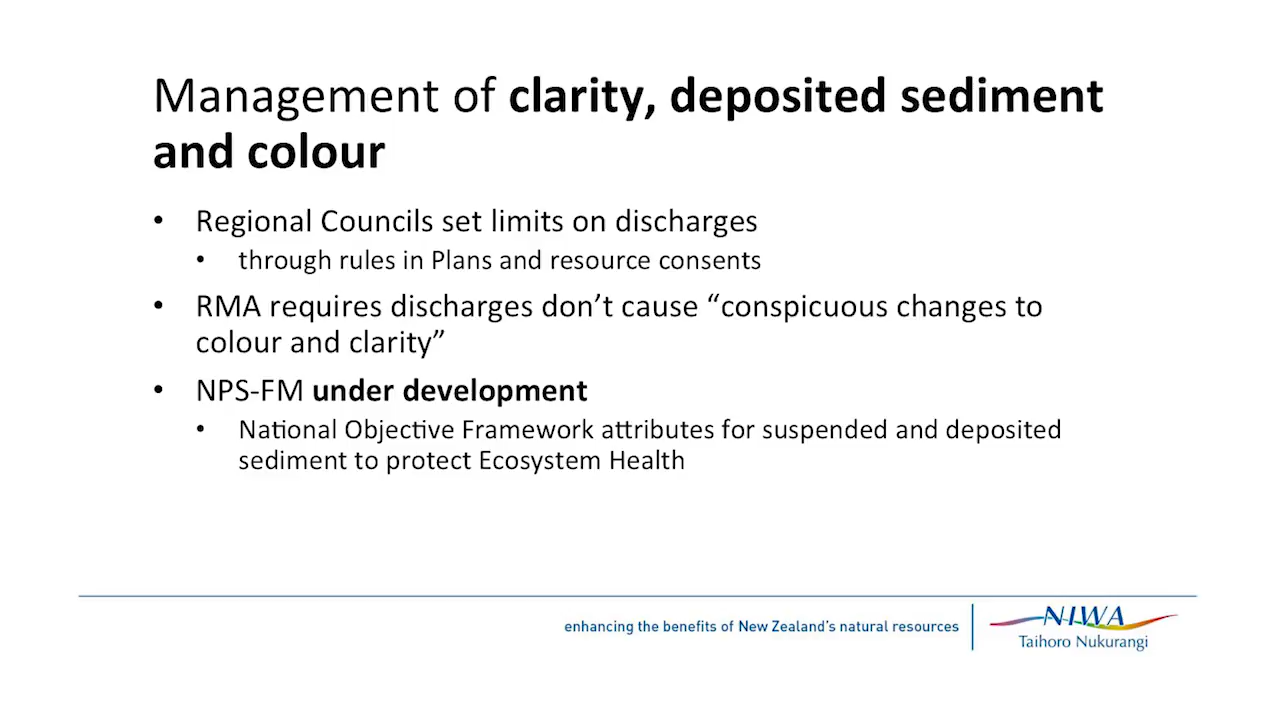 Management of clarity, deposited sediment
and colour
• Regional Councils set limits on discharges
• through rules in Plans and resource consents
• RMA requires discharges don’t cause “conspicuous changes to
colour and clarity”
• NPS-FM under development
• National Objective Framework attributes for suspended and deposited
sediment to protect Ecosystem Health
enhancing the benefits of New Zealand’s natural resources
NIWA
Taihoro Nukurangi